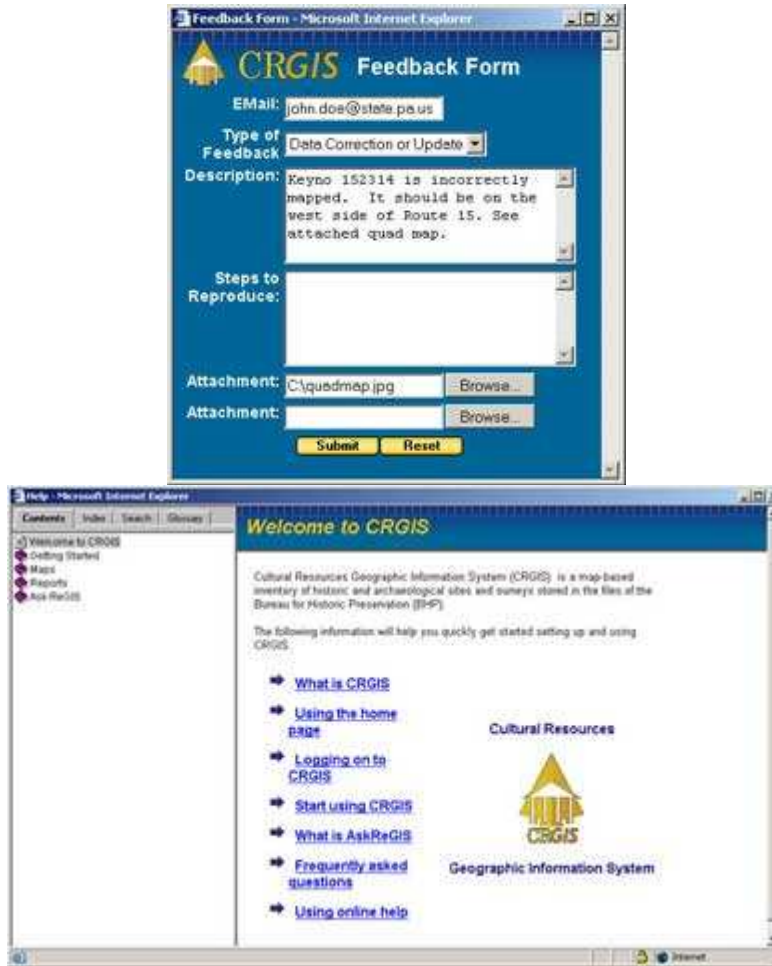 Feedback Form - Microsoft Internet Explorer
CRGIS Feedback Form
EMail: john.doe@state.pa.us
Type of Feedback Data Correction or Update
Description: Keyno 152314 is incorrectly
mapped. It should be on the
west side of Route 15. See
attached quad map.
Steps to
Reproduce:
Attachment: C:\quadmap.jpg Browse...
Attachment: Browse...
Submit Reset
Help - Microsoft Internet Explorer
Contents Index Search Glossary
Welcome to CRGIS
Getting Started
Maps
Reports
Ask ReGIS
Welcome to CRGIS
Cultural Resources Geographic Information System (CRGIS) is a map-based
inventory of historic and archaeological sites and surveys stored in the files of the
Bureau for Historic Preservation (BHP).
The following information will help you quickly get started setting up and using
CRGIS.
What is CRGIS
Using the home
page
Logging on to
CRGIS
Start using CRGIS
What is AskReGIS
Frequently asked
questions
Using online help
Cultural Resources
CRGIS
Geographic Information System
Internet